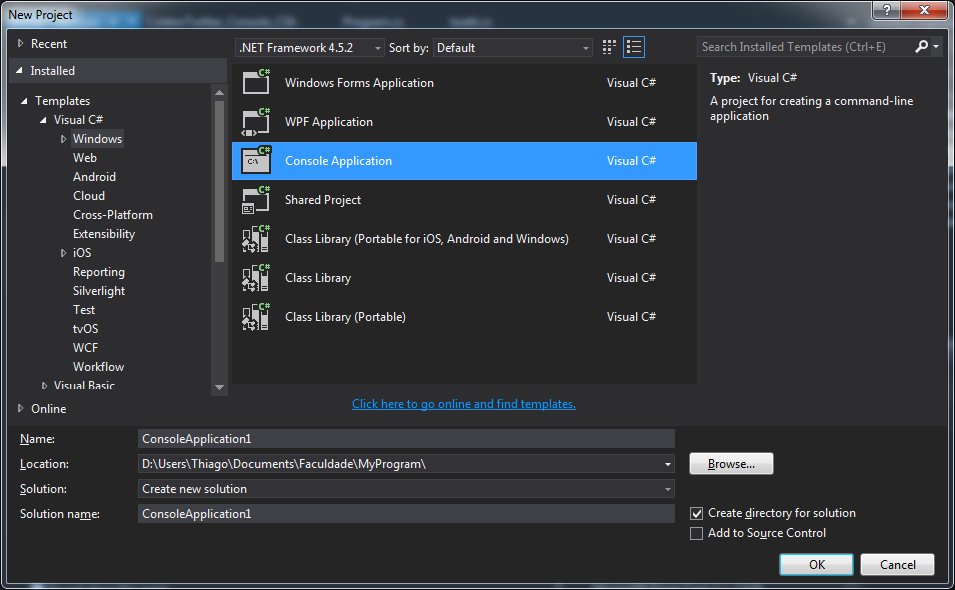 New Project
Recent
Installed
Templates
Visual C#
Windows
Web
Android
Cloud
Cross-Platform
Extensibility
iOS
Reporting
Silverlight
Test
tvOS
WCF
Workflow
Visual Basic
Online
.NET Framework 4.5.2 Sort by: Default
C# Windows Forms Application Visual C#
C# WPF Application Visual C#
C# C:\ Console Application Visual C#
C# Shared Project Visual C#
C# Class Library (Portable for iOS, Android and Windows) Visual C#
C# Class Library Visual C#
C# Class Library (Portable) Visual C#
Click here to go online and find templates.
Search Installed Templates (Ctrl+E)
Type: Visual C#
A project for creating a command-line
application
Name: ConsoleApplication1
Location: D:\Users\Thiago\Documents\Faculdade\MyProgram\ Browse...
Solution: Create new solution
Solution name: ConsoleApplication1
Create directory for solution
Add to Source Control
OK Cancel